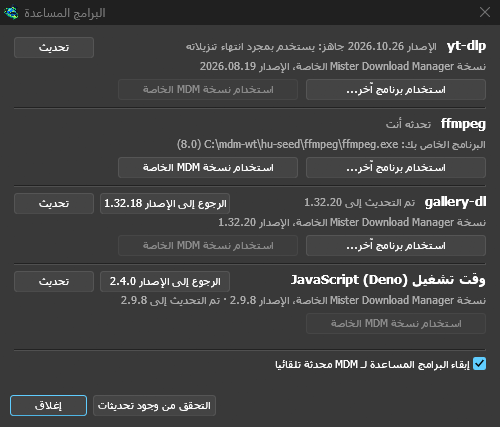 البرامج المساعدة
yt-dlp الإصدار 2026.10.26 جاهز: يستخدم بمجرد انتهاء تنزيلاته
تحديث
نسخة Mister Download Manager الخاصة، الإصدار 2026.08.19
استخدام برنامج آخر...
استخدام نسخة MDM الخاصة
ffmpeg تحدثه أنت
البرنامج الخاص بك: C:\mdm-wt\hu-seed\ffmpeg\ffmpeg.exe (8.0)
استخدام برنامج آخر...
استخدام نسخة MDM الخاصة
gallery-dl تم التحديث إلى 1.32.20
الرجوع إلى الإصدار 1.32.18
تحديث
نسخة Mister Download Manager الخاصة، الإصدار 1.32.20
استخدام برنامج آخر...
استخدام نسخة MDM الخاصة
وقت تشغيل JavaScript (Deno)
الرجوع إلى الإصدار 2.4.0
تحديث
نسخة Mister Download Manager الخاصة، الإصدار 2.9.8 · تم التحديث إلى 2.9.8
استخدام نسخة MDM الخاصة
إبقاء البرامج المساعدة لـ MDM محدثة تلقائيا
التحقق من وجود تحديثات
إغلاق